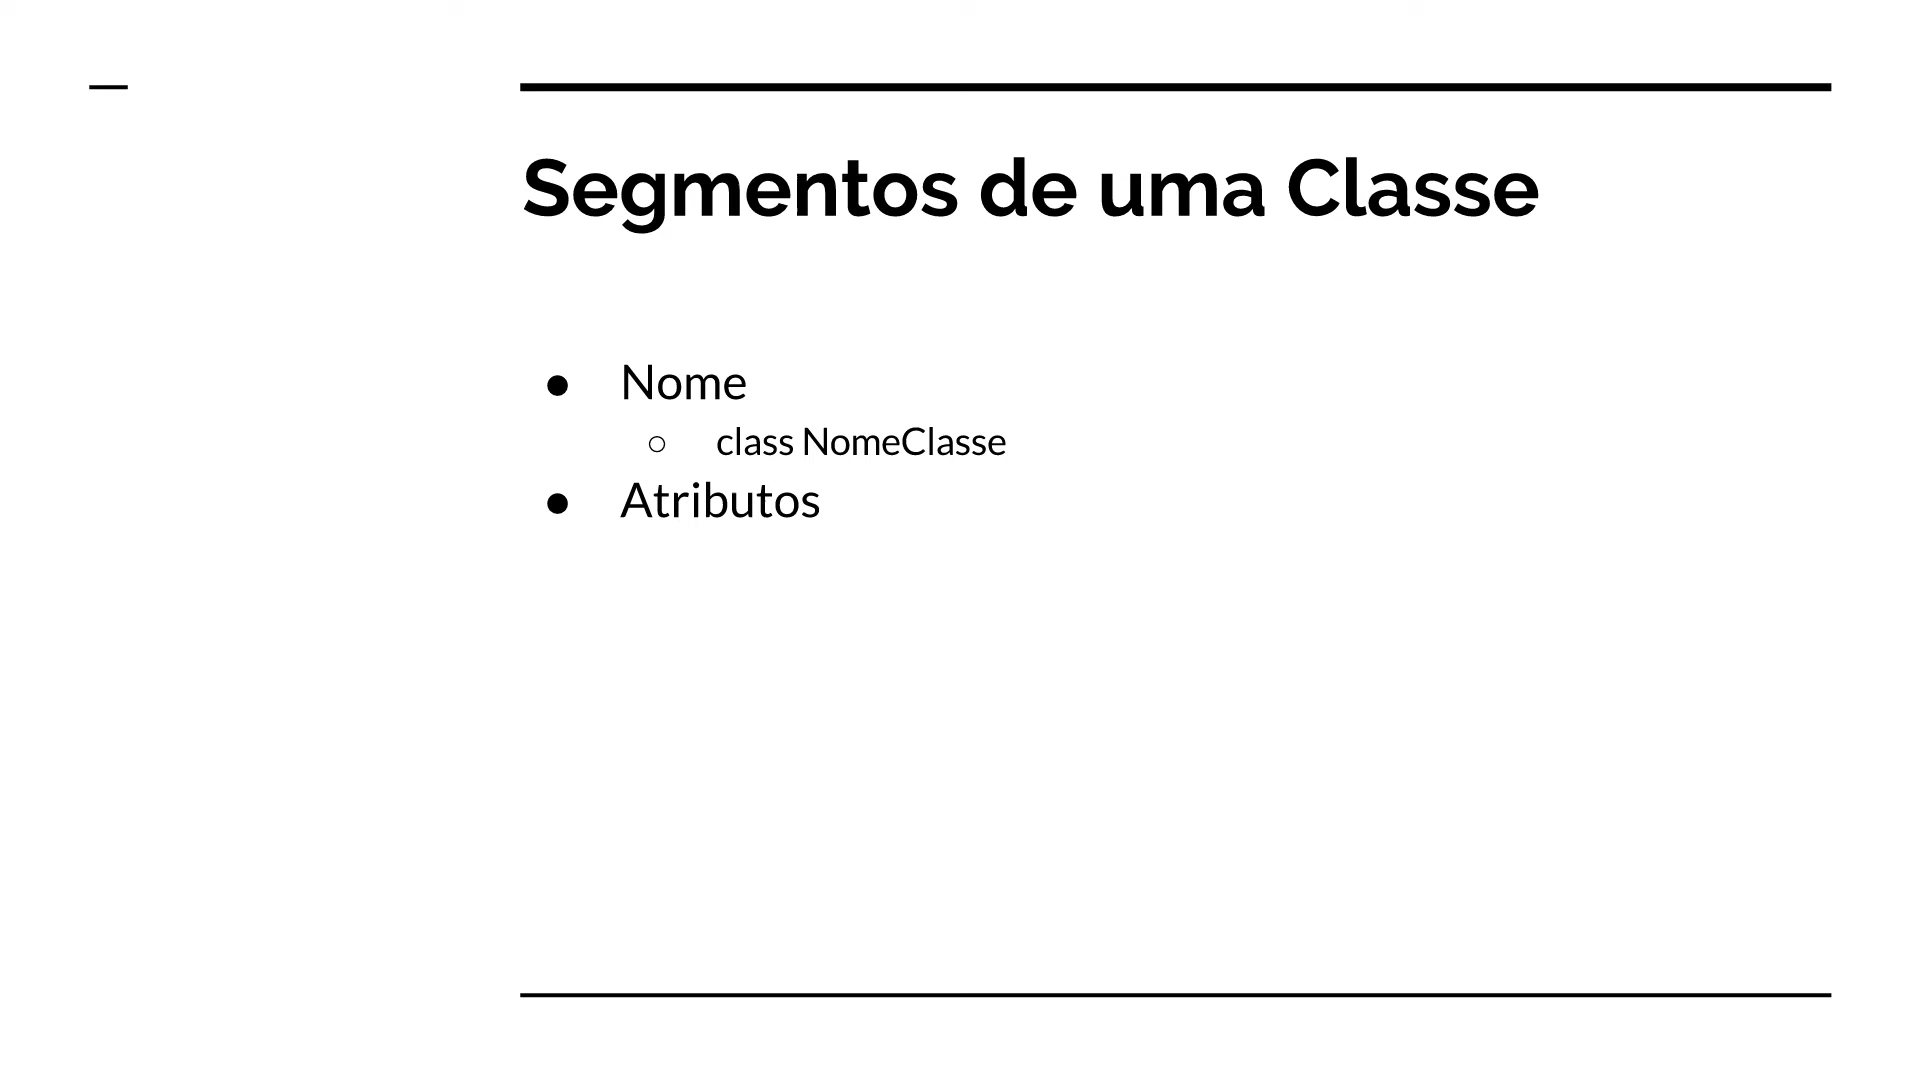 Segmentos de uma Classe
● Nome
○ class NomeClasse
● Atributos